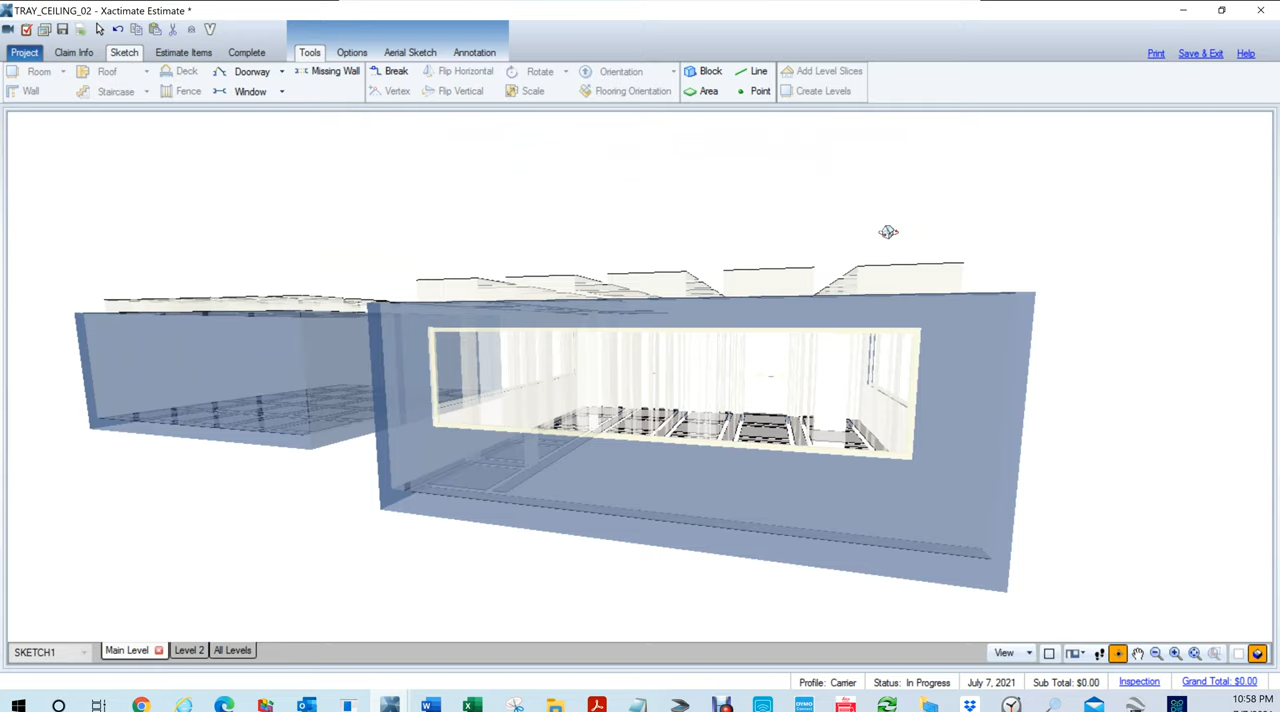 TRAY_CEILING_02 - Xactimate Estimate *
Project Claim Info Sketch Estimate Items Complete Tools Options Aerial Sketch Annotation Print Save & Exit Help
Room Roof Deck Doorway Missing Wall Break Flip Horizontal Rotate Orientation Block Line Add Level Slices
Wall Staircase Fence Window Vertex Flip Vertical Scale Flooring Orientation Area Point Create Levels
SKETCH1 Main Level Level 2 All Levels View
Profile: Carrier Status: In Progress July 7, 2021 Sub Total: $0.00 Inspection Grand Total: $0.00
10:58 PM